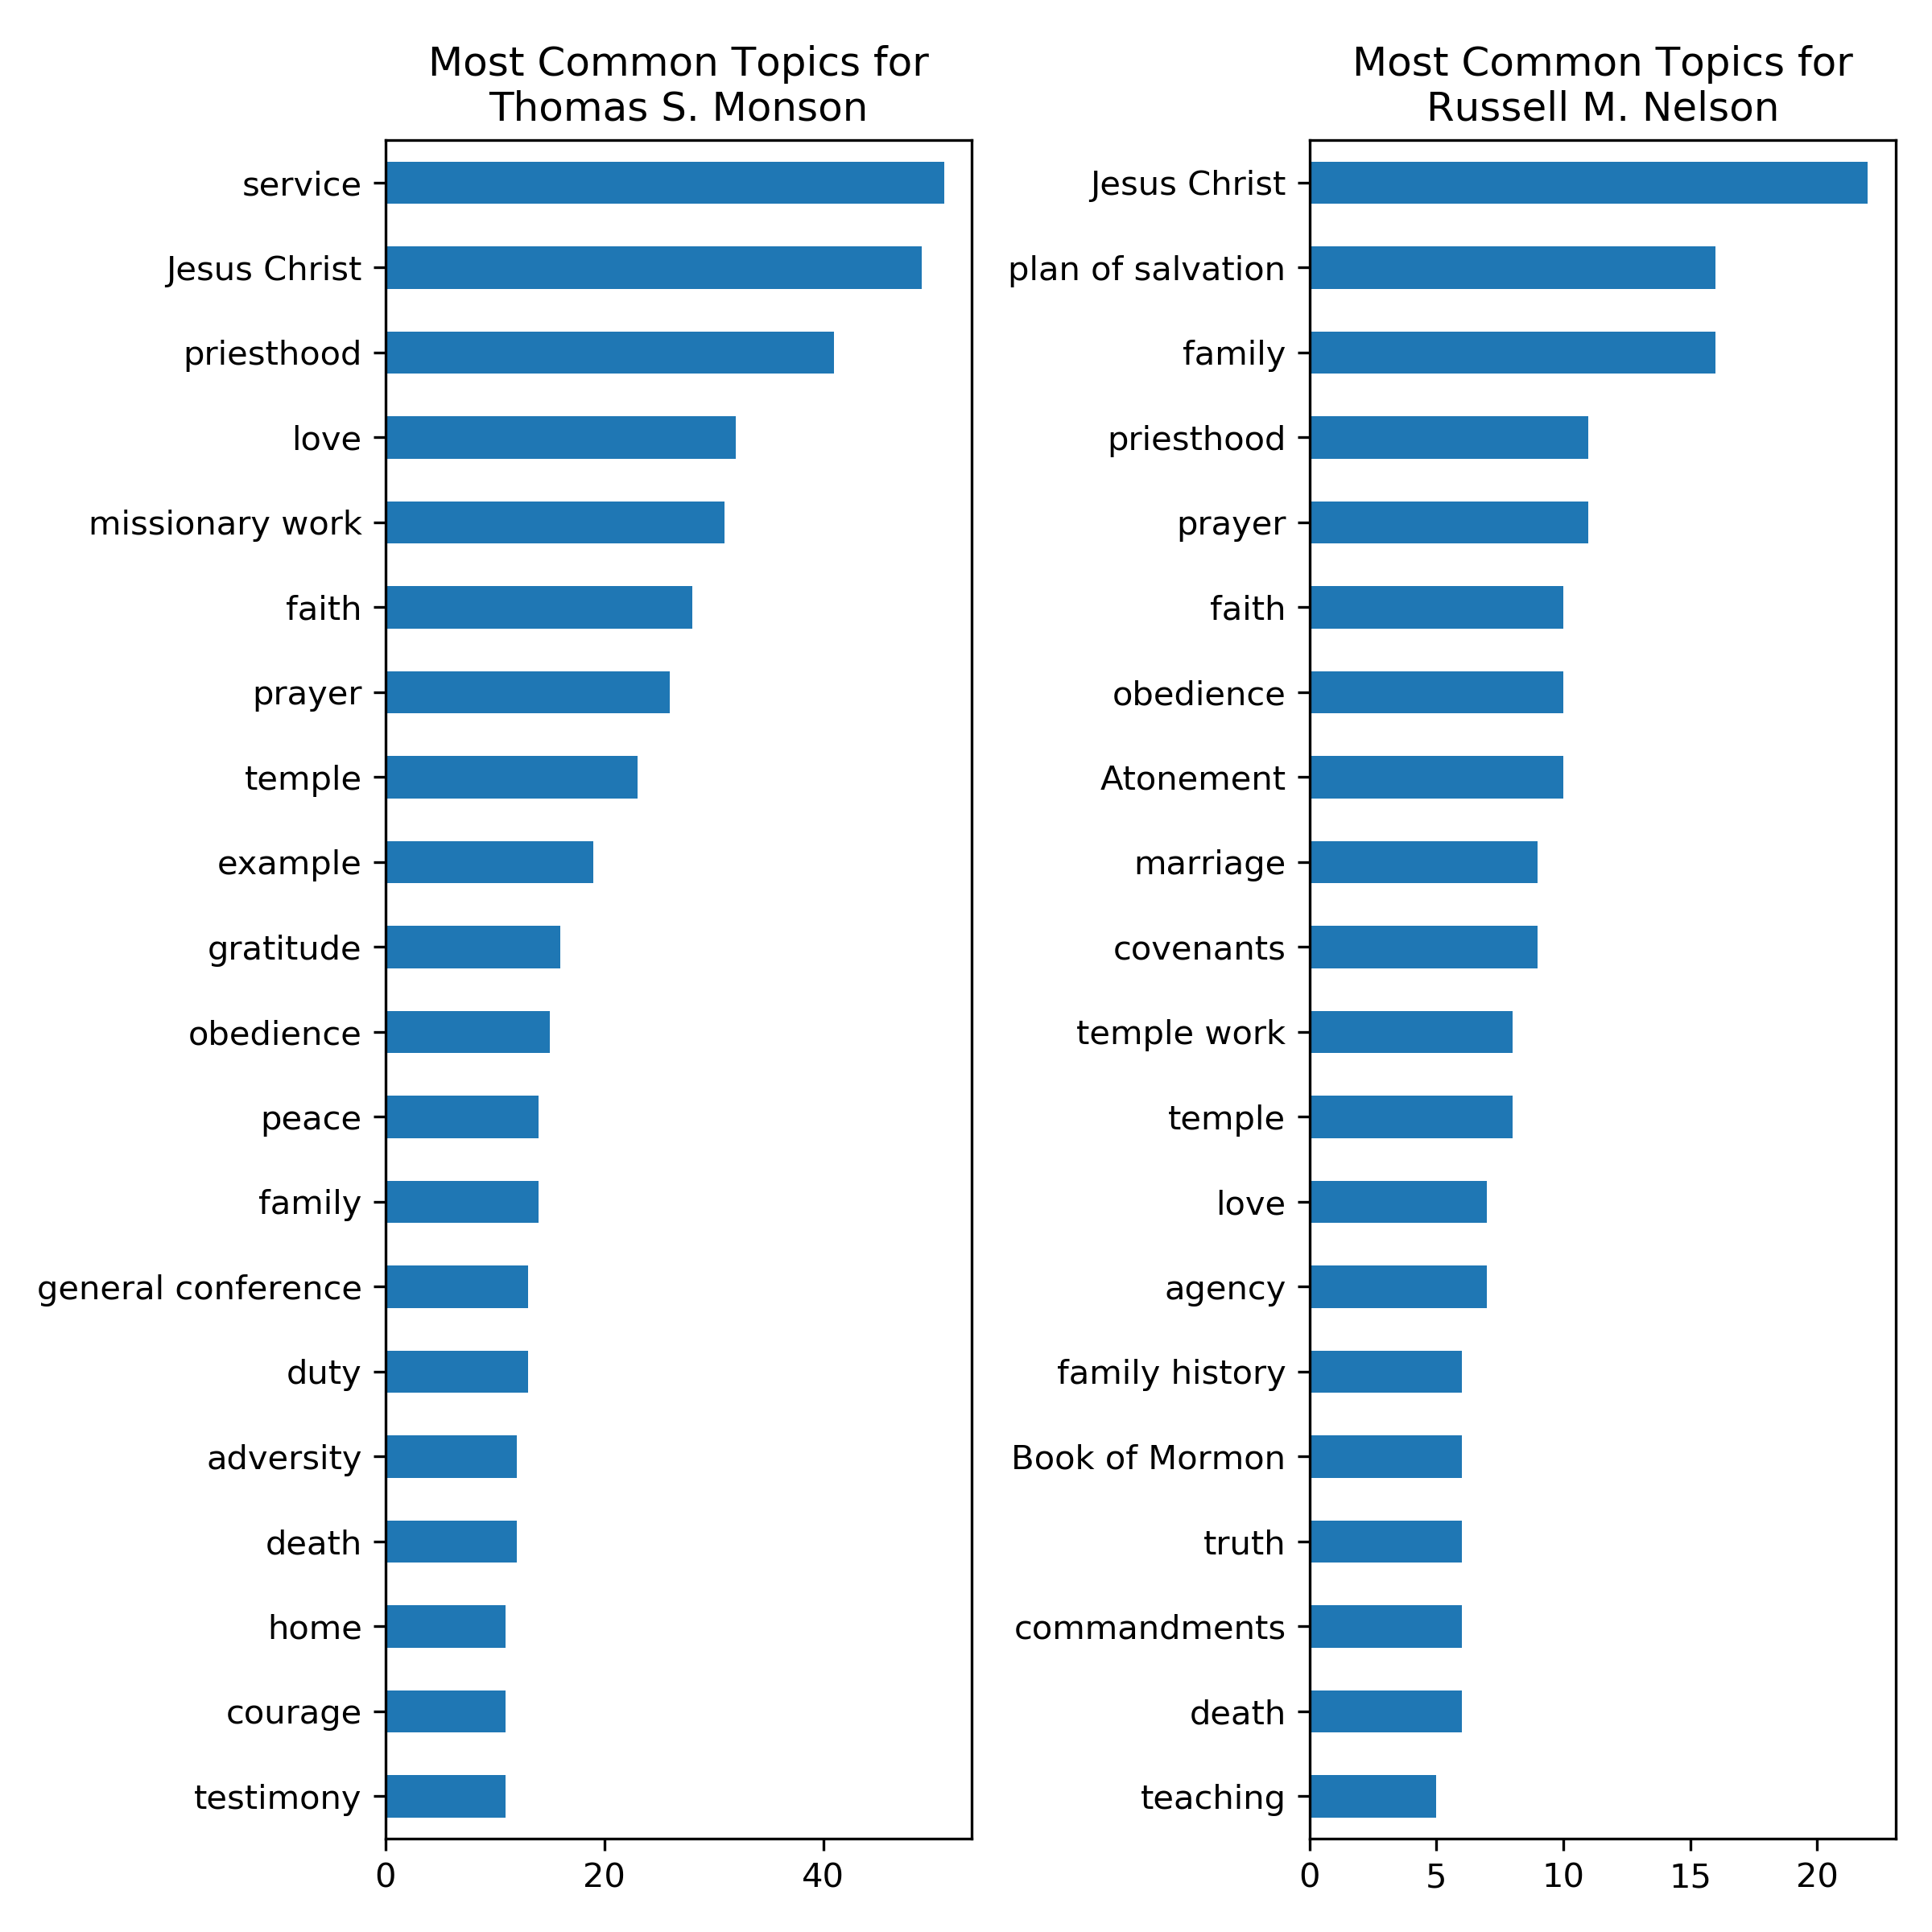 Most Common Topics for
Thomas S. Monson
service
Jesus Christ
priesthood
love
missionary work
faith
prayer
temple
example
gratitude
obedience
peace
family
general conference
duty
adversity
death
home
courage
testimony
0 20 40
Most Common Topics for
Russell M. Nelson
Jesus Christ
plan of salvation
family
priesthood
prayer
faith
obedience
Atonement
marriage
covenants
temple work
temple
love
agency
family history
Book of Mormon
truth
commandments
death
teaching
0 5 10 15 20